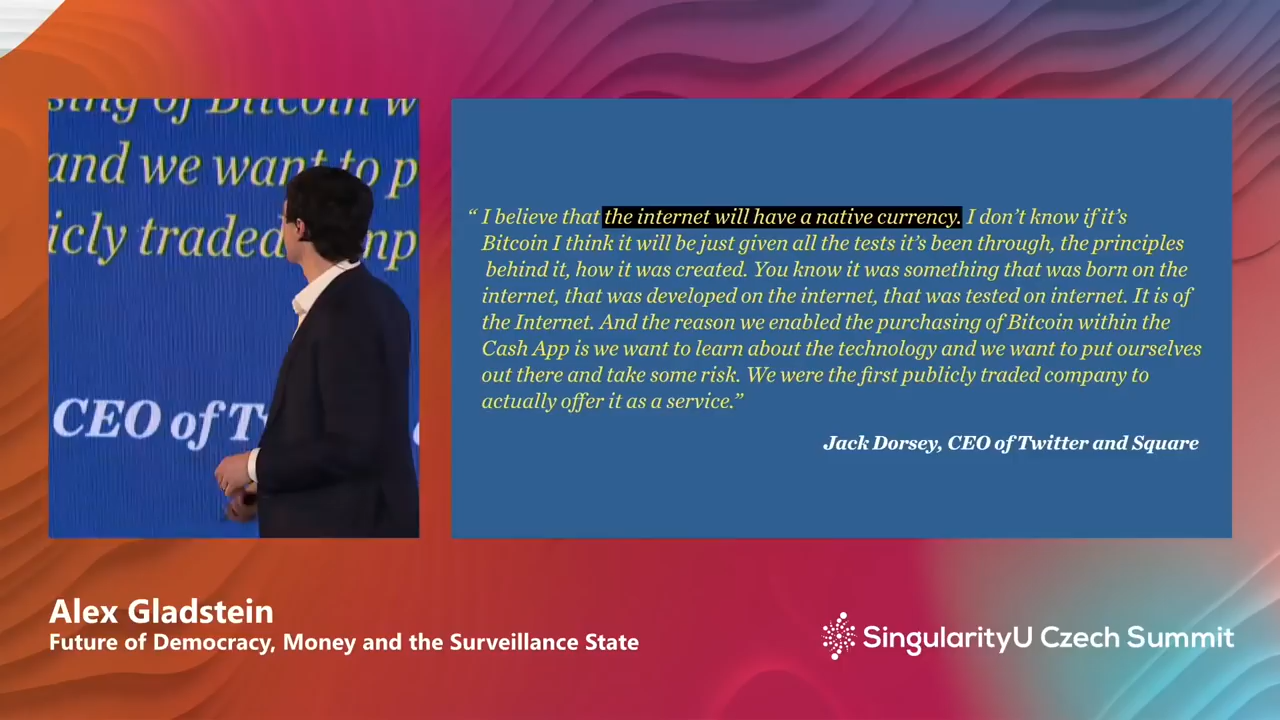 sing of Bitcoin w
and we want to p
icly traded mp
CEO of T
“ I believe that the internet will have a native currency. I don’t know if it’s
Bitcoin I think it will be just given all the tests it’s been through, the principles
behind it, how it was created. You know it was something that was born on the
internet, that was developed on the internet, that was tested on internet. It is of
the Internet. And the reason we enabled the purchasing of Bitcoin within the
Cash App is we want to learn about the technology and we want to put ourselves
out there and take some risk. We were the first publicly traded company to
actually offer it as a service.”
Jack Dorsey, CEO of Twitter and Square
Alex Gladstein
Future of Democracy, Money and the Surveillance State
SingularityU Czech Summit